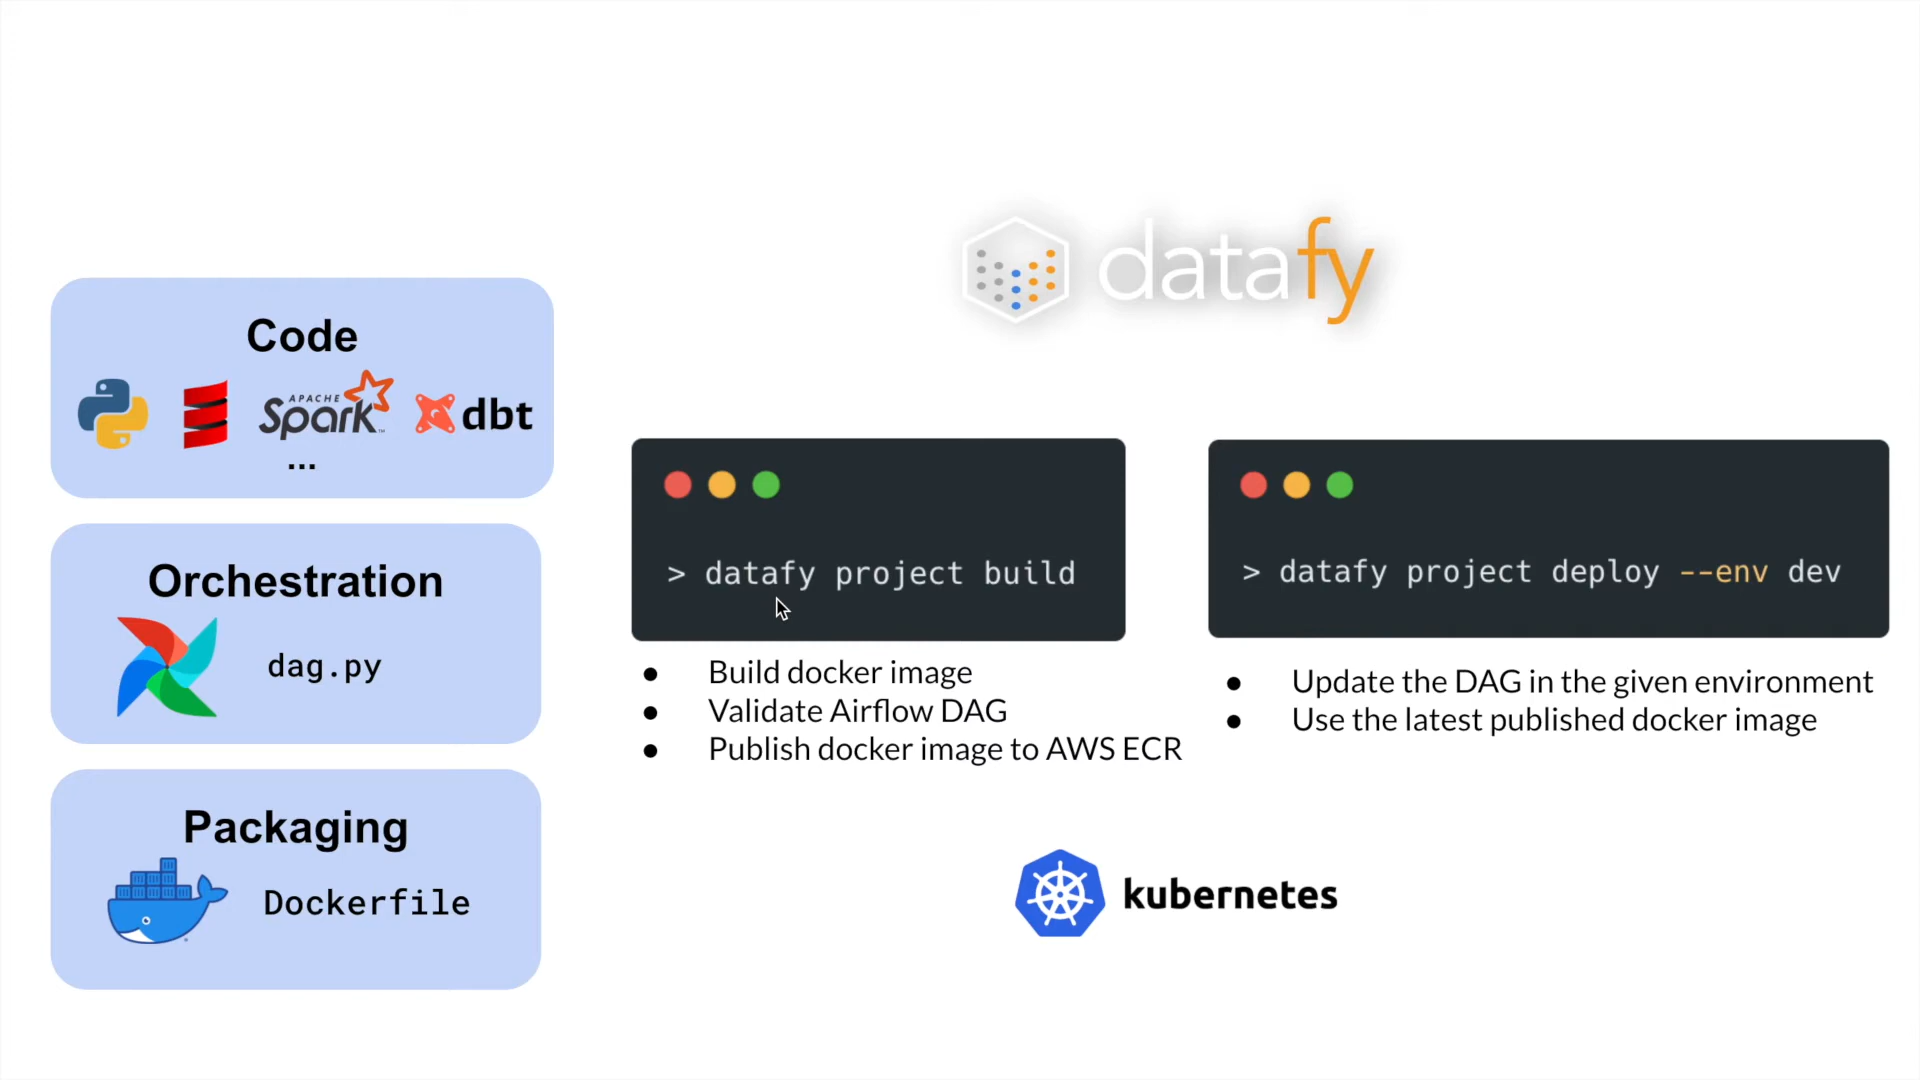 datafy
Code
APACHE
Spark
dbt
...
Orchestration
dag.py
Packaging
Dockerfile
> datafy project build
● Build docker image
● Validate Airflow DAG
● Publish docker image to AWS ECR
> datafy project deploy --env dev
● Update the DAG in the given environment
● Use the latest published docker image
kubernetes